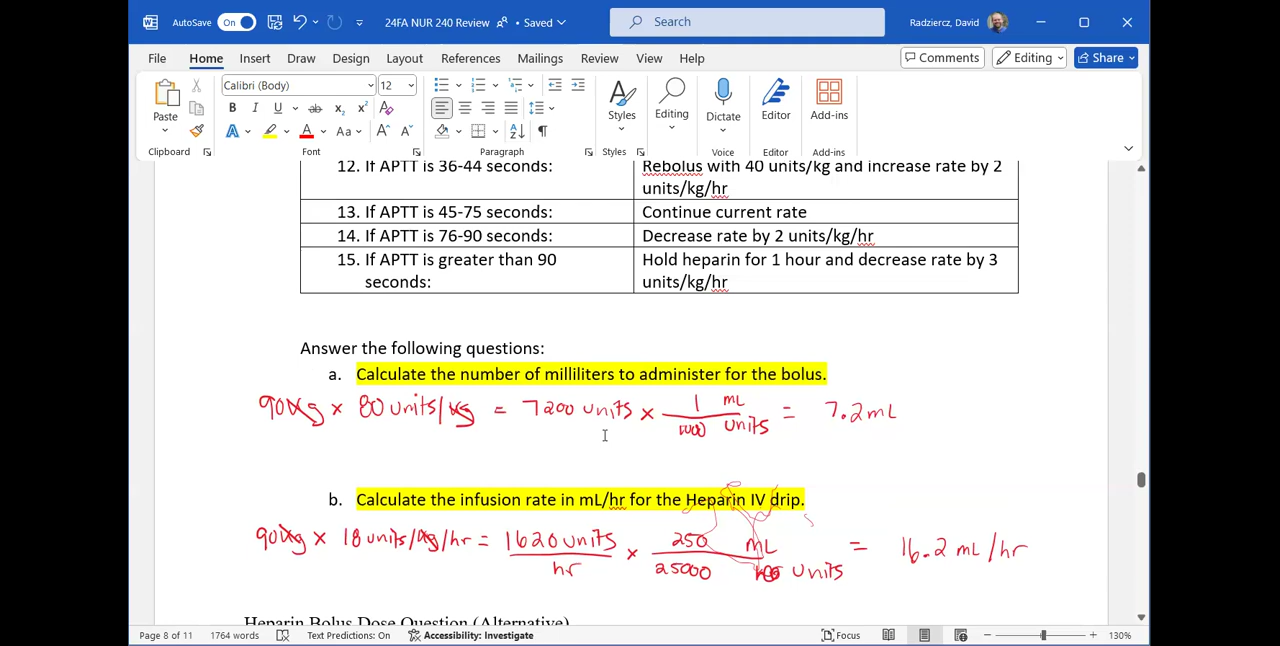 AutoSave On 24FA NUR 240 Review • Saved Search Radziercz, David
File Home Insert Draw Design Layout References Mailings Review View Help Comments Editing Share
Calibri (Body) 12
Paste B I U ab x₂ x² A Aa A A Styles Editing Dictate Editor Add-ins
Clipboard Font Paragraph Styles Voice Editor Add-ins
12. If APTT is 36-44 seconds: Rebolus with 40 units/kg and increase rate by 2
units/kg/hr
13. If APTT is 45-75 seconds: Continue current rate
14. If APTT is 76-90 seconds: Decrease rate by 2 units/kg/hr
15. If APTT is greater than 90 Hold heparin for 1 hour and decrease rate by 3
seconds: units/kg/hr
Answer the following questions:
a. Calculate the number of milliliters to administer for the bolus.
90kg × 80 units/kg = 7200 units × 1 mL / 1000 units = 7.2 mL
b. Calculate the infusion rate in mL/hr for the Heparin IV drip.
90kg × 18 units/kg/hr = 1620 units / hr × 250 mL / 25000 units = 16.2 mL/hr
Heparin Bolus Dose Question (Alternative)
Page 8 of 11 1764 words Text Predictions: On Accessibility: Investigate Focus 130%